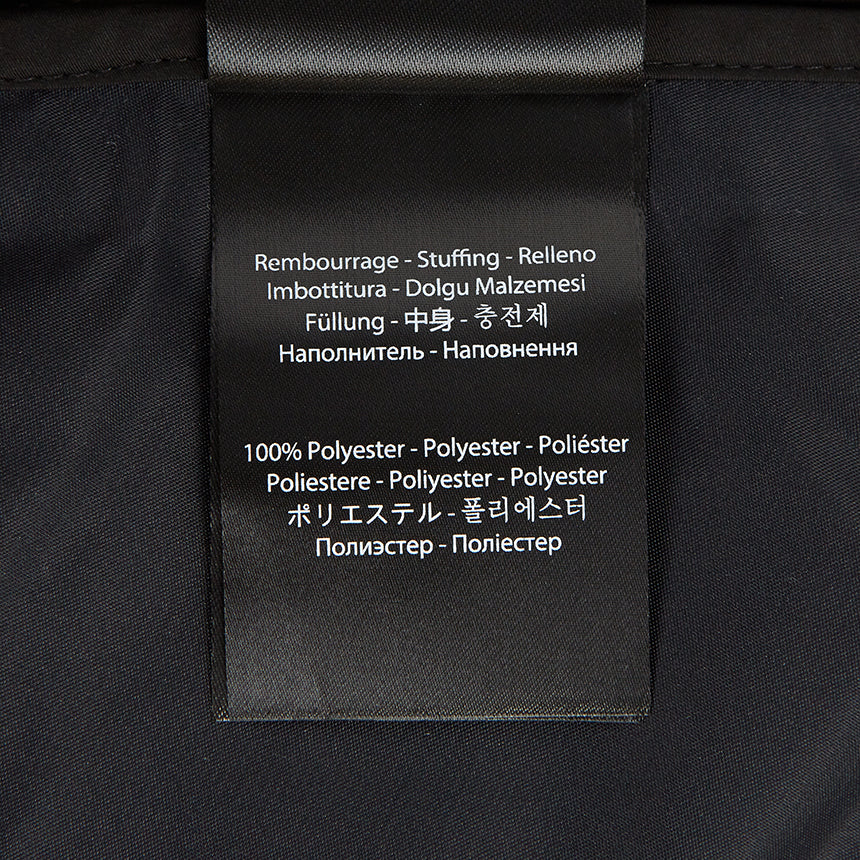 Rembourrage - Stuffing - Relleno
Imbottitura - Dolgu Malzemesi
Füllung - 中身 - 충전제
Наполнитель - Наповнення
100% Polyester - Polyester - Poliéster
Poliestere - Poliyester - Polyester
ポリエステル - 폴리에스터
Полиэстер - Поліестер